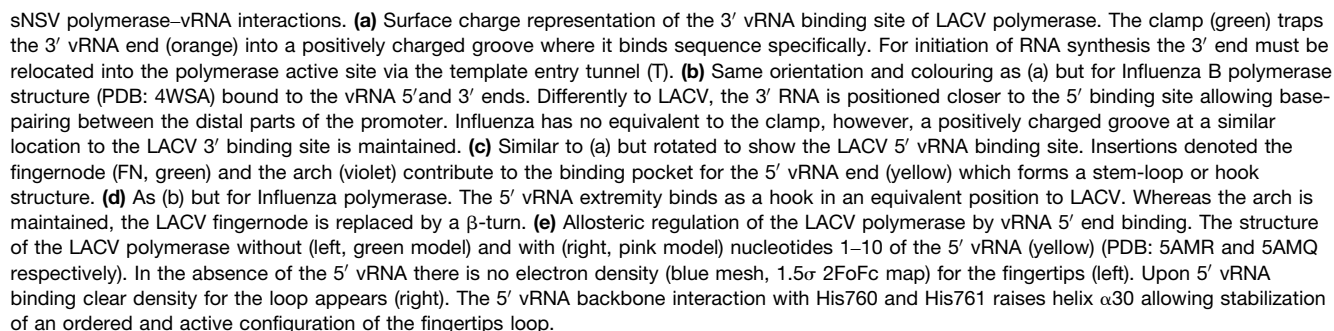 sNSV polymerase–vRNA interactions. (a) Surface charge representation of the 3′ vRNA binding site of LACV polymerase. The clamp (green) traps
the 3′ vRNA end (orange) into a positively charged groove where it binds sequence specifically. For initiation of RNA synthesis the 3′ end must be
relocated into the polymerase active site via the template entry tunnel (T). (b) Same orientation and colouring as (a) but for Influenza B polymerase
structure (PDB: 4WSA) bound to the vRNA 5′and 3′ ends. Differently to LACV, the 3′ RNA is positioned closer to the 5′ binding site allowing base-
pairing between the distal parts of the promoter. Influenza has no equivalent to the clamp, however, a positively charged groove at a similar
location to the LACV 3′ binding site is maintained. (c) Similar to (a) but rotated to show the LACV 5′ vRNA binding site. Insertions denoted the
fingernode (FN, green) and the arch (violet) contribute to the binding pocket for the 5′ vRNA end (yellow) which forms a stem-loop or hook
structure. (d) As (b) but for Influenza polymerase. The 5′ vRNA extremity binds as a hook in an equivalent position to LACV. Whereas the arch is
maintained, the LACV fingernode is replaced by a β-turn. (e) Allosteric regulation of the LACV polymerase by vRNA 5′ end binding. The structure
of the LACV polymerase without (left, green model) and with (right, pink model) nucleotides 1–10 of the 5′ vRNA (yellow) (PDB: 5AMR and 5AMQ
respectively). In the absence of the 5′ vRNA there is no electron density (blue mesh, 1.5σ 2FoFc map) for the fingertips (left). Upon 5′ vRNA
binding clear density for the loop appears (right). The 5′ vRNA backbone interaction with His760 and His761 raises helix α30 allowing stabilization
of an ordered and active configuration of the fingertips loop.